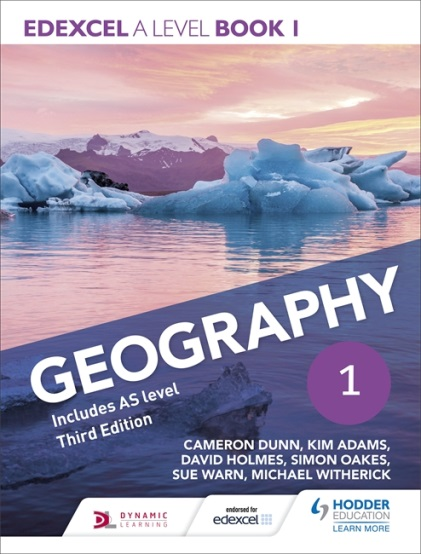 EDEXCEL A LEVEL BOOK 1
GEOGRAPHY
1
Includes AS level
Third Edition
CAMERON DUNN, KIM ADAMS,
DAVID HOLMES, SIMON OAKES,
SUE WARN, MICHAEL WITHERICK
DL DYNAMIC
LEARNING
endorsed for
edexcel
HODDER
EDUCATION
LEARN MORE